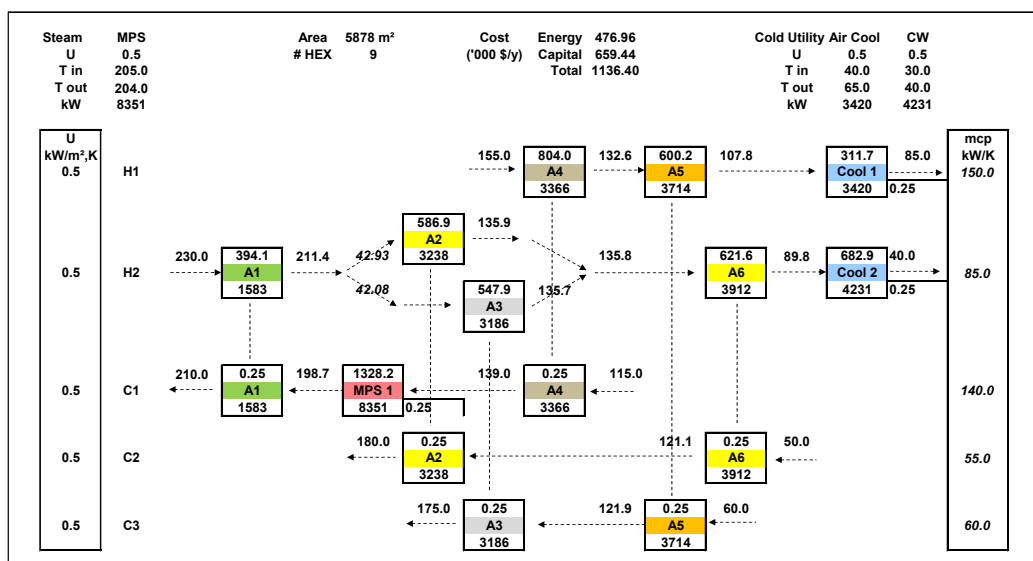 Steam MPS Area 5878 m² Cost Energy 476.96 Cold Utility Air Cool CW
U 0.5 # HEX 9 ('000 $/y) Capital 659.44 U 0.5 0.5
T in 205.0 Total 1136.40 T in 40.0 30.0
T out 204.0 T out 65.0 40.0
kW 8351 kW 3420 4231
U mcp
kW/m²,K kW/K
155.0 804.0 132.6 600.2 107.8 311.7 85.0
0.5 H1 A4 A5 Cool 1 150.0
3366 3714 3420 0.25
586.9 135.9
A2
42.93 3238
230.0 394.1 211.4 135.8 621.6 89.8 682.9 40.0
0.5 H2 A1 A6 Cool 2 85.0
1583 3912 4231 0.25
42.08 547.9 135.7
A3
3186
210.0 0.25 198.7 1328.2 139.0 0.25 115.0
0.5 C1 A1 MPS 1 A4 140.0
1583 8351 0.25 3366
180.0 0.25 121.1 0.25 50.0
0.5 C2 A2 A6 55.0
3238 3912
175.0 0.25 121.9 0.25 60.0
0.5 C3 A3 A5 60.0
3186 3714